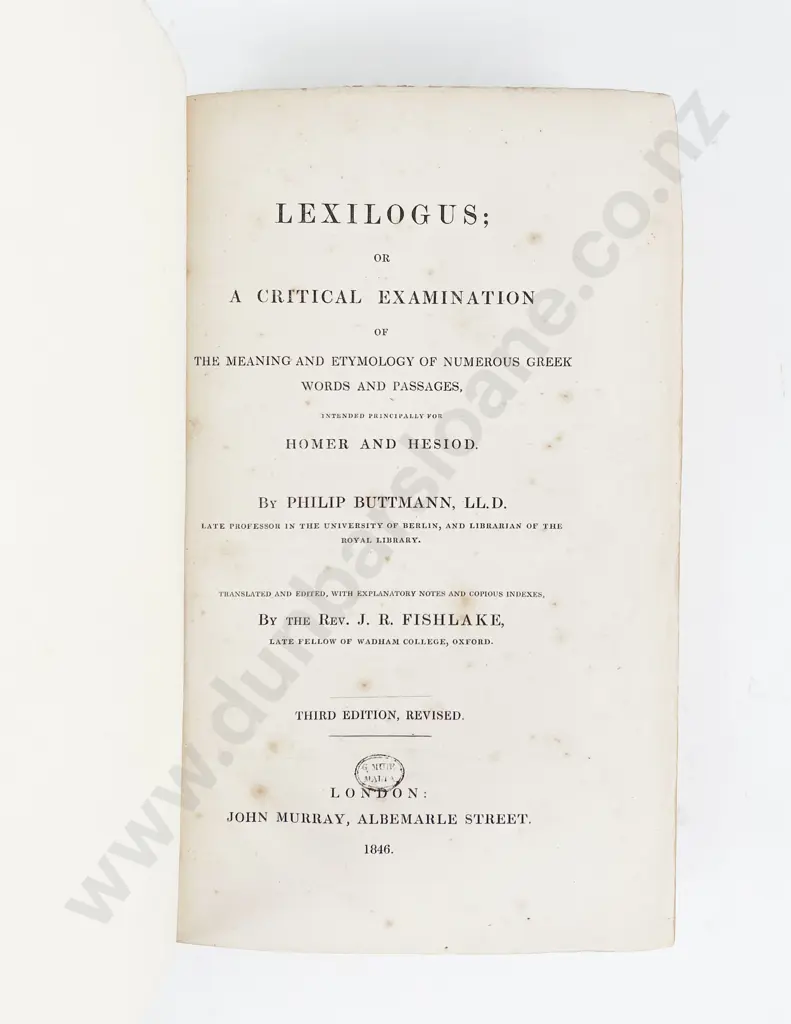 LEXILOGUS;
OR
A CRITICAL EXAMINATION
OF
THE MEANING AND ETYMOLOGY OF NUMEROUS GREEK
WORDS AND PASSAGES,
INTENDED PRINCIPALLY FOR
HOMER AND HESIOD.
By PHILIP BUTTMANN, LL.D.
LATE PROFESSOR IN THE UNIVERSITY OF BERLIN, AND LIBRARIAN OF THE
ROYAL LIBRARY.
TRANSLATED AND EDITED, WITH EXPLANATORY NOTES AND COPIOUS INDEXES,
By the Rev. J. R. FISHLAKE,
LATE FELLOW OF WADHAM COLLEGE, OXFORD.
THIRD EDITION, REVISED.
G MUIR
MALTA
LONDON:
JOHN MURRAY, ALBEMARLE STREET.
1846.
www.dunbarsloane.co.nz